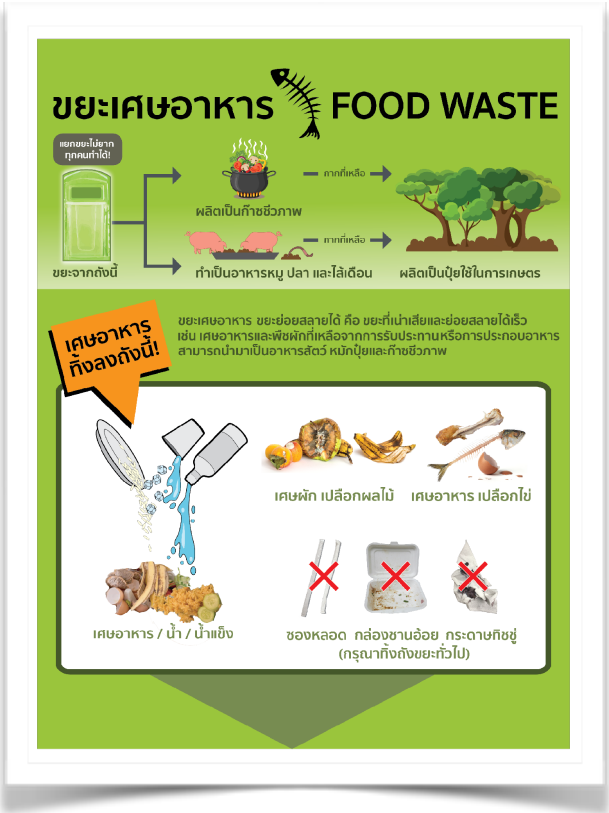 ขยะเศษอาหาร FOOD WASTE
แยกขยะไม่ยาก
ทุกคนทำได้!
กากที่เหลือ
ผลิตเป็นก๊าซชีวภาพ
กากที่เหลือ
ขยะจากถังนี้
ทำเป็นอาหารหมู ปลา และไส้เดือน
ผลิตเป็นปุ๋ยใช้ในการเกษตร
เศษอาหาร
ทิ้งลงถังนี้!
ขยะเศษอาหาร ขยะย่อยสลายได้ คือ ขยะที่เน่าเสียและย่อยสลายได้เร็ว
เช่น เศษอาหารและพืชผักที่เหลือจากการรับประทาน หรือการประกอบอาหาร
สามารถนำมาเป็นอาหารสัตว์ หมักปุ๋ยและก๊าซชีวภาพ
เศษผัก เปลือกผลไม้
เศษอาหาร เปลือกไข่
เศษอาหาร / น้ำ / น้ำแข็ง
ซองหลอด กล่องชานอ้อย กระดาษทิชชู่
(กรุณาทิ้งถังขยะทั่วไป)